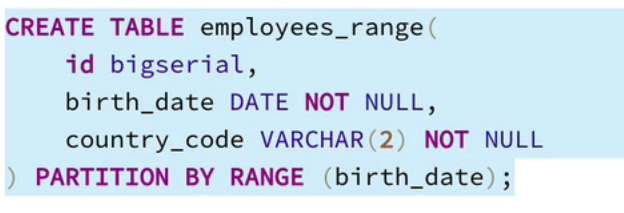 CREATE TABLE employees_range(
    id bigserial,
    birth_date DATE NOT NULL,
    country_code VARCHAR(2) NOT NULL
) PARTITION BY RANGE (birth_date);